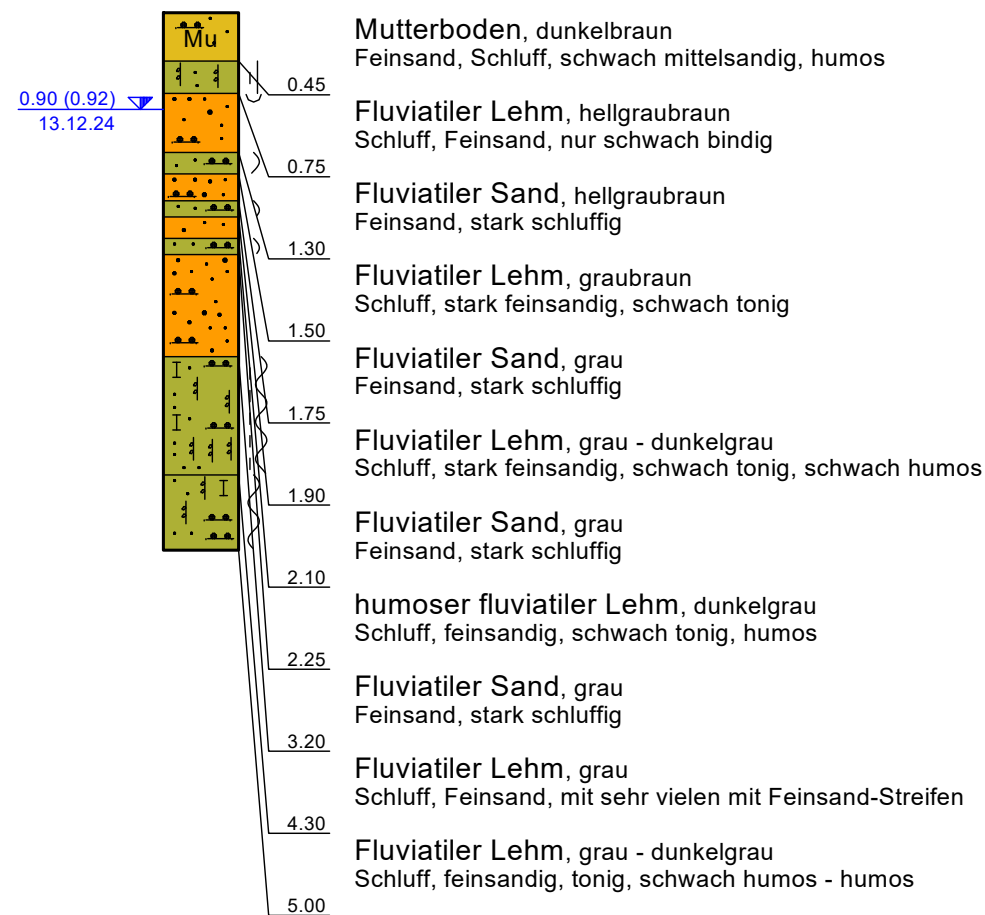 Mu
0.90 (0.92)
13.12.24
Mutterboden, dunkelbraun
Feinsand, Schluff, schwach mittelsandig, humos
0.45
Fluviatiler Lehm, hellgraubraun
Schluff, Feinsand, nur schwach bindig
0.75
Fluviatiler Sand, hellgraubraun
Feinsand, stark schluffig
1.30
Fluviatiler Lehm, graubraun
Schluff, stark feinsandig, schwach tonig
1.50
Fluviatiler Sand, grau
Feinsand, stark schluffig
1.75
Fluviatiler Lehm, grau - dunkelgrau
Schluff, stark feinsandig, schwach tonig, schwach humos
1.90
Fluviatiler Sand, grau
Feinsand, stark schluffig
2.10
humoser fluviatiler Lehm, dunkelgrau
Schluff, feinsandig, schwach tonig, humos
2.25
Fluviatiler Sand, grau
Feinsand, stark schluffig
3.20
Fluviatiler Lehm, grau
Schluff, Feinsand, mit sehr vielen mit Feinsand-Streifen
4.30
Fluviatiler Lehm, grau - dunkelgrau
Schluff, feinsandig, tonig, schwach humos - humos
5.00